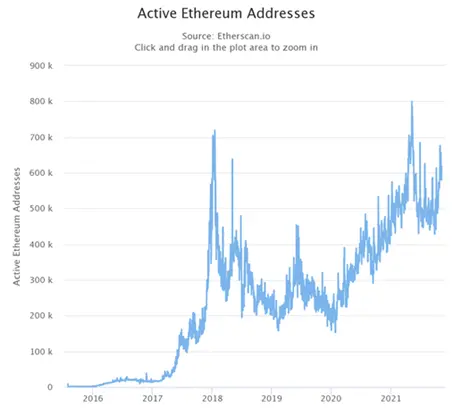 Active Ethereum Addresses
Source: Etherscan.io
Click and drag in the plot area to zoom in
900 k
800 k
700 k
600 k
500 k
400 k
300 k
200 k
100 k
0
Active Ethereum Addresses
2016 2017 2018 2019 2020 2021